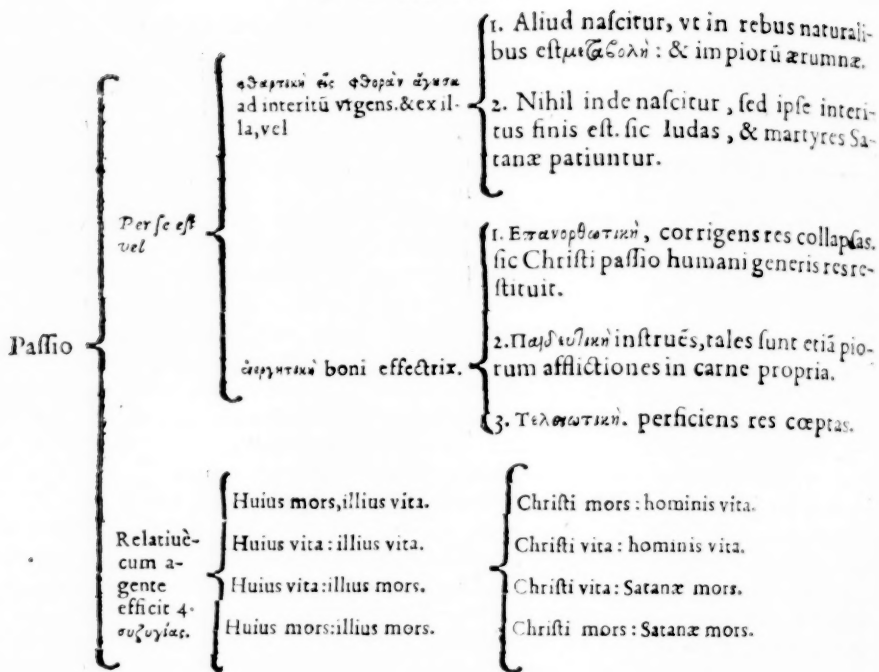 Passio
Per se est
vel
φθαρτικὴ εἰς φθορὰν ἄγουσα
ad interitū vrgens. & ex il-
la, vel
1. Aliud nascitur, vt in rebus naturali-
bus est μεταβολὴ: & impiorū ærumnæ.
2. Nihil inde nascitur, sed ipse interi-
tus finis est. sic Iudas, & martyres Sa-
tanæ patiuntur.
boni effectrix.
1. Επανορθωτικὴ, corrigens res collapsas.
sic Christi passio humani generis res re-
stituit.
2. Παιδευτικὴ instruēs, tales sunt etiā pio-
rum afflictiones in carne propria.
3. Τελειωτικὴ. perficiens res cœptas.
Relatiuè
cum a-
gente
efficit 4.
συζυγίας.
Huius mors, illius vita.
Huius vita: illius vita.
Huius vita: illius mors.
Huius mors: illius mors.
Christi mors: hominis vita.
Christi vita: hominis vita.
Christi vita: Satanæ mors.
Christi mors: Satanæ mors.